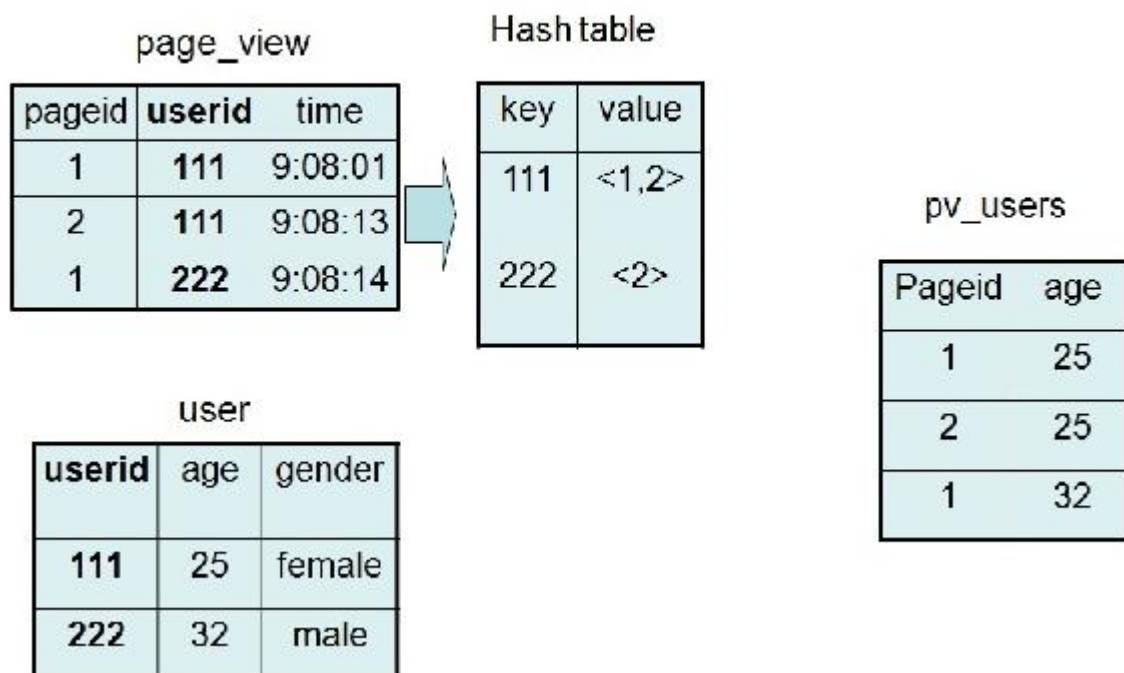 page_view
pageid userid time
1 111 9:08:01
2 111 9:08:13
1 222 9:08:14
Hash table
key value
111 <1,2>
222 <2>
pv_users
Pageid age
1 25
2 25
1 32
user
userid age gender
111 25 female
222 32 male